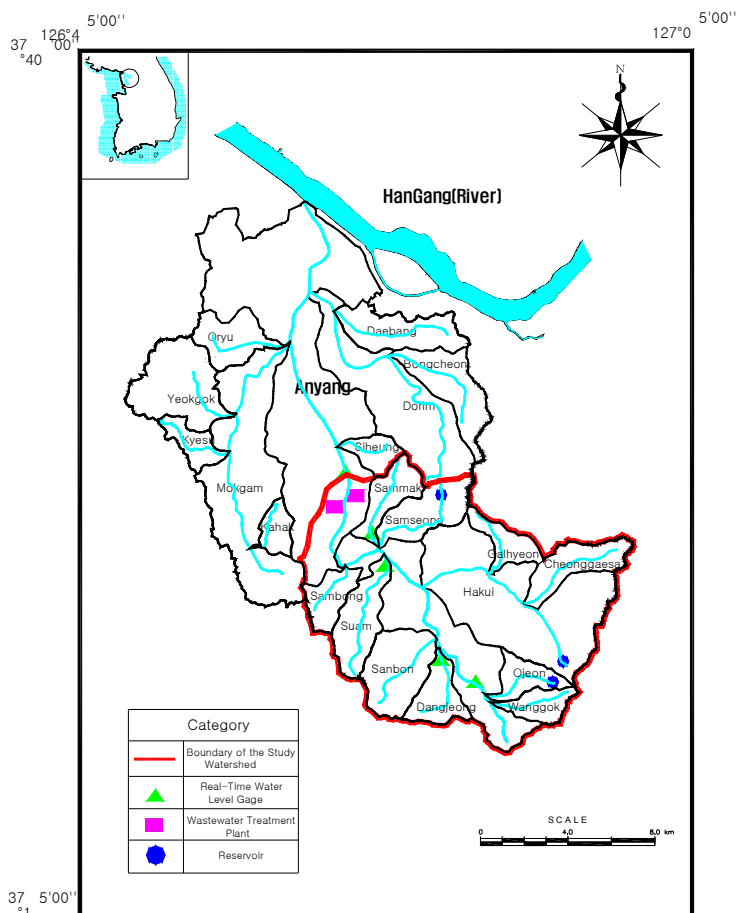 5'00''
5'00''
126°4
127°0
37
00''
°40
N
HanGang(River)
Daebang
Oryu
Bongcheon
Anyang
Yeokgok
Dorim
Kyesu
Siheung
Mokgam
Sammak
Samseong
Kahak
Galhyeon
Cheonggaesa
Hakui
Sambong
Suam
Sanbon
Ojeon
Dangjeong
Wanggok
Category
Boundary of the Study
Watershed
Real-Time Water
Level Gage
Wastewater Treatment
Plant
Reservoir
SCALE
0 4,0 8,0 km
37 5'00''
°1